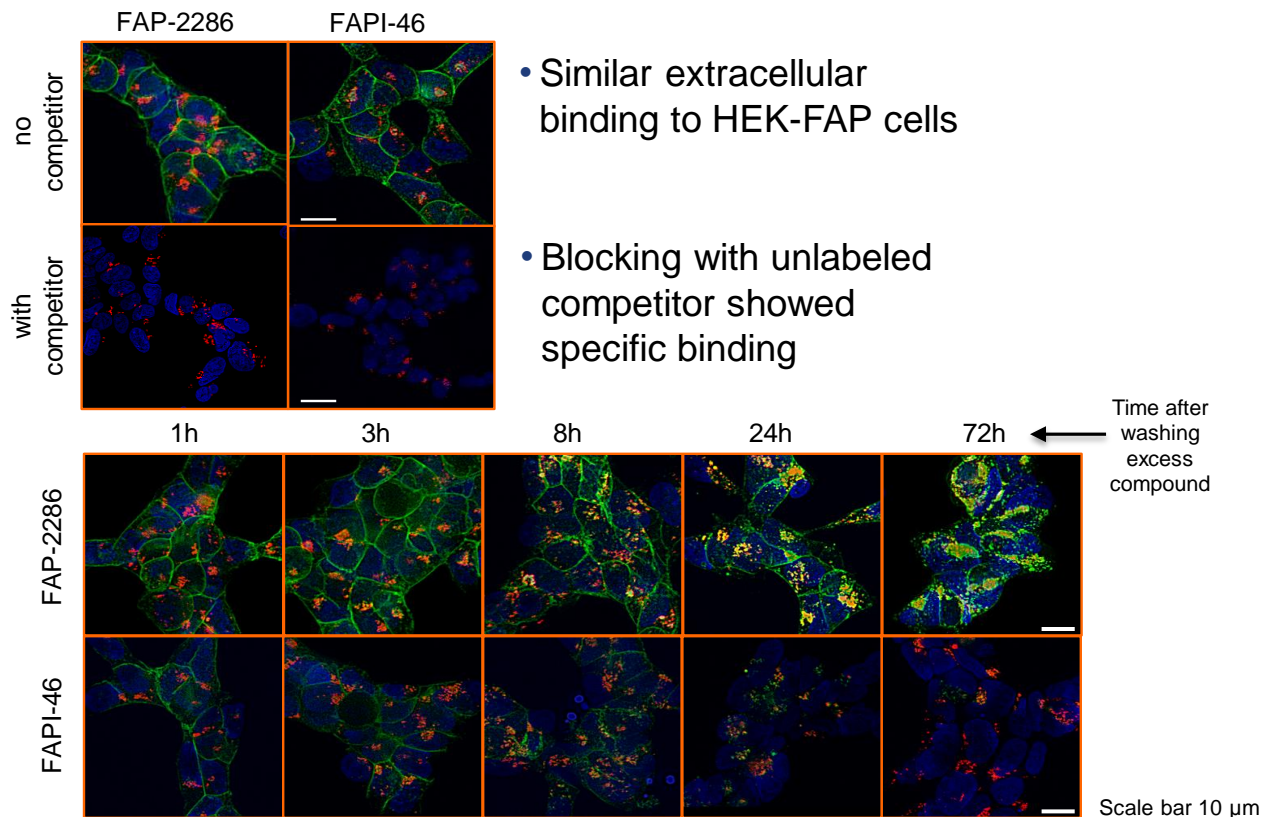 FAP-2286 FAPI-46
no
competitor
• Similar extracellular
binding to HEK-FAP cells
with
competitor
• Blocking with unlabeled
competitor showed
specific binding
1h 3h 8h 24h 72h
Time after
washing
excess
compound
FAP-2286
FAPI-46
Scale bar 10 µm